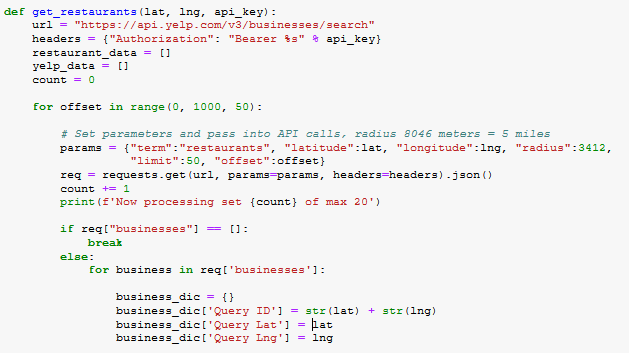 def get_restaurants(lat, lng, api_key):
    url = "https://api.yelp.com/v3/businesses/search"
    headers = {"Authorization": "Bearer %s" % api_key}
    restaurant_data = []
    yelp_data = []
    count = 0

    for offset in range(0, 1000, 50):

        # Set parameters and pass into API calls, radius 8046 meters = 5 miles
        params = {"term":"restaurants", "latitude":lat, "longitude":lng, "radius":3412,
                  "limit":50, "offset":offset}
        req = requests.get(url, params=params, headers=headers).json()
        count += 1
        print(f'Now processing set {count} of max 20')

        if req["businesses"] == []:
            break
        else:
            for business in req['businesses']:

                business_dic = {}
                business_dic['Query ID'] = str(lat) + str(lng)
                business_dic['Query Lat'] = lat
                business_dic['Query Lng'] = lng